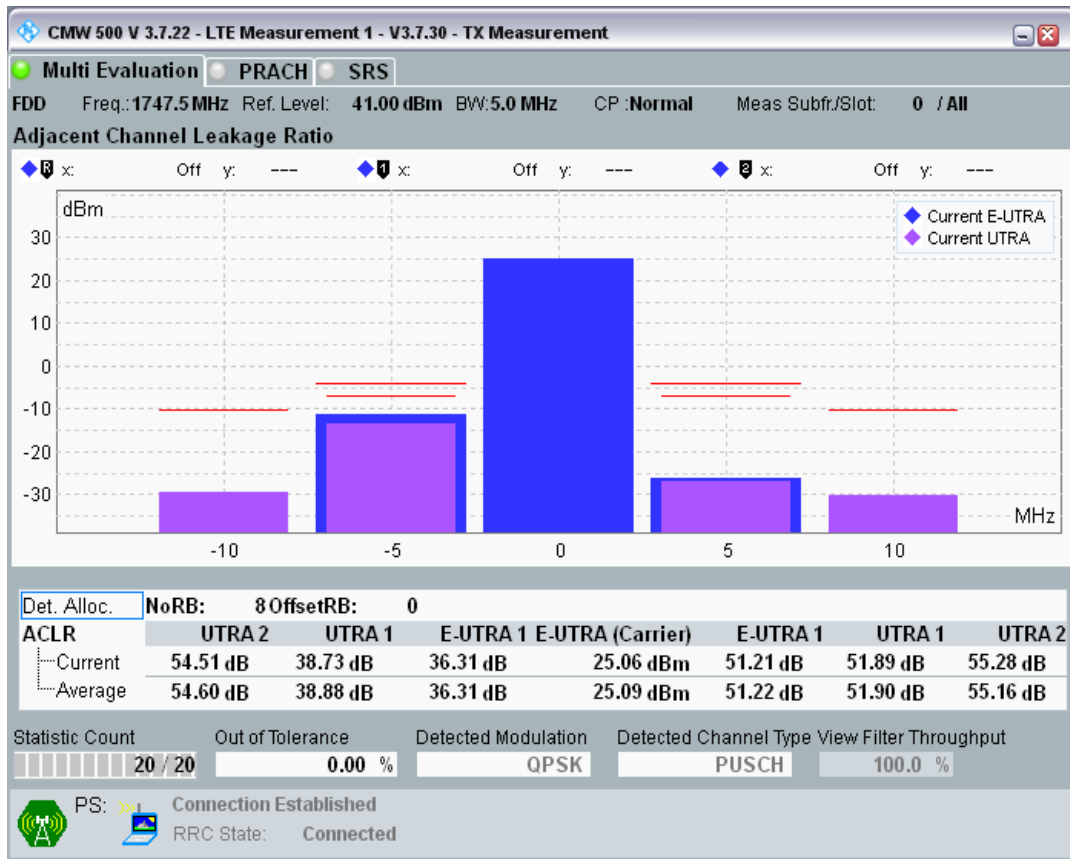 CMW 500 V 3.7.22 - LTE Measurement 1 - V3.7.30 - TX Measurement
Multi Evaluation PRACH SRS
FDD Freq.:1747.5 MHz Ref. Level: 41.00 dBm BW:5.0 MHz CP :Normal Meas Subfr./Slot: 0 / All
Adjacent Channel Leakage Ratio
R x: Off y: --- 1 x: Off y: --- 2 x: Off y: ---
dBm
Current E-UTRA
Current UTRA
30
20
10
0
-10
-20
-30
MHz
-10 -5 0 5 10
Det. Alloc. NoRB: 8 OffsetRB: 0
ACLR UTRA 2 UTRA 1 E-UTRA 1 E-UTRA (Carrier) E-UTRA 1 UTRA 1 UTRA 2
Current 54.51 dB 38.73 dB 36.31 dB 25.06 dBm 51.21 dB 51.89 dB 55.28 dB
Average 54.60 dB 38.88 dB 36.31 dB 25.09 dBm 51.22 dB 51.90 dB 55.16 dB
Statistic Count Out of Tolerance Detected Modulation Detected Channel Type View Filter Throughput
20 / 20 0.00 % QPSK PUSCH 100.0 %
PS: Connection Established
RRC State: Connected